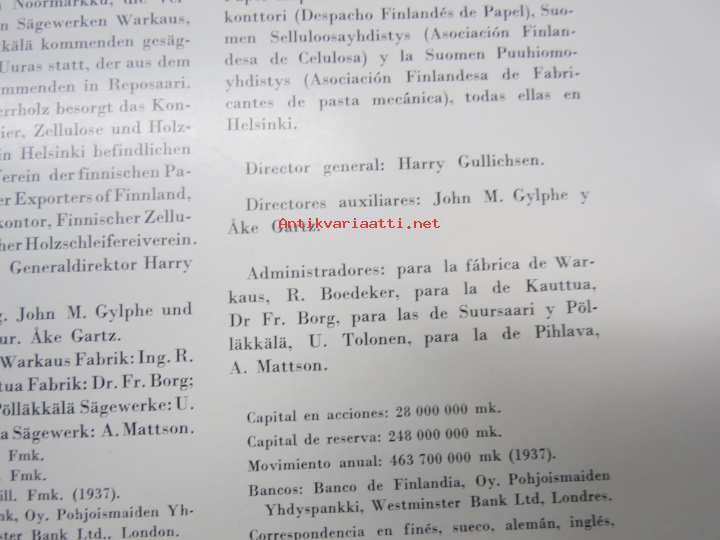 n Noormarkku, die ver-
n Sägewerken Warkaus,
kkälä kommenden gesäg-
Uuras statt, der aus dem
mmenden in Reposaari.
errholz besorgt das Kon-
ier, Zellulose und Holz-
in Helsinki befindlichen
erein der finnischen Pa-
er Exporters of Finnland,
kontor, Finnischer Zellu-
cher Holzschleifereiverein.
Generaldirektor Harry
g. John M. Gylphe und
ur. Åke Gartz.
Warkaus Fabrik: Ing. R.
tua Fabrik: Dr. Fr. Borg;
Pölläkkälä Sägewerke: U.
a Sägewerk: A. Mattson.
Fmk.
Fmk.
ill. Fmk. (1937).
nk, Oy. Pohjoismaiden Yh-
ster Bank Ltd., London.
konttori (Despacho Finlandés de Papel), Suo-
men Selluloosayhdistys (Asociación Finlan-
desa de Celulosa) y la Suomen Puuhiomo-
yhdistys (Asociación Finlandesa de Fabri-
cantes de pasta mecánica), todas ellas en
Helsinki.
Director general: Harry Gullichsen.
Directores auxiliares: John M. Gylphe y
Åke Gartz.
Antikvariaatti.net
Administradores: para la fábrica de War-
kaus, R. Boedeker, para la de Kauttua,
Dr Fr. Borg, para las de Suursaari y Pöl-
läkkälä, U. Tolonen, para la de Pihlava,
A. Mattson.
Capital en acciones: 28 000 000 mk.
Capital de reserva: 248 000 000 mk.
Movimiento anual: 463 700 000 mk (1937).
Bancos: Banco de Finlandia, Oy. Pohjoismaiden
Yhdyspankki, Westminster Bank Ltd, Londres.
Correspondencia en finés, sueco, alemán, inglés,